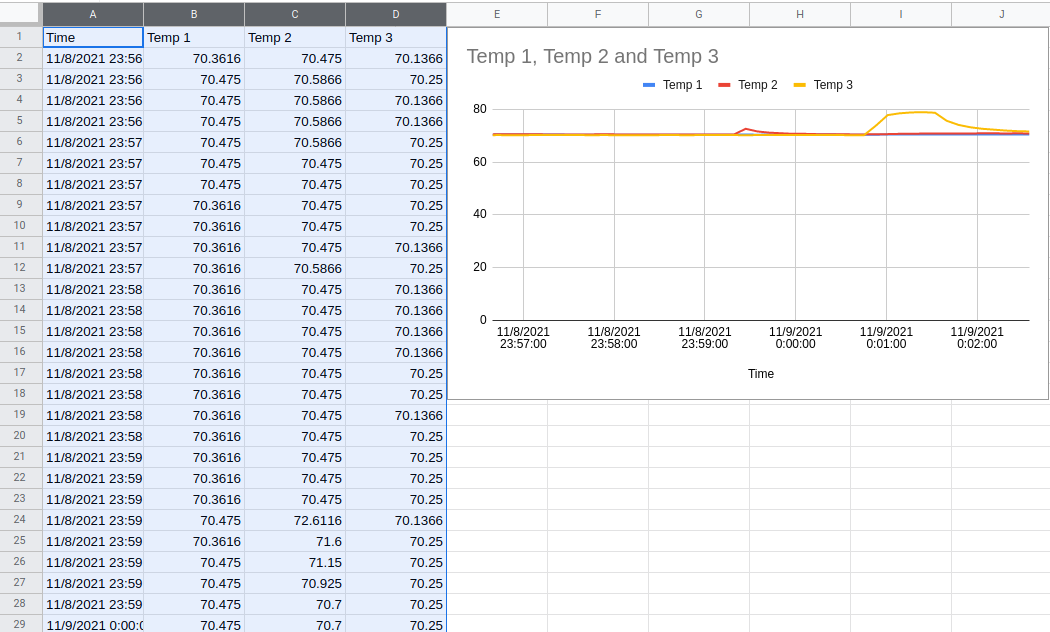 A B C D E F G H I J
1 Time Temp 1 Temp 2 Temp 3
2 11/8/2021 23:56 70.3616 70.475 70.1366
3 11/8/2021 23:56 70.475 70.5866 70.25
4 11/8/2021 23:56 70.475 70.5866 70.1366
5 11/8/2021 23:56 70.475 70.5866 70.1366
6 11/8/2021 23:57 70.475 70.5866 70.25
7 11/8/2021 23:57 70.475 70.475 70.25
8 11/8/2021 23:57 70.475 70.475 70.25
9 11/8/2021 23:57 70.3616 70.475 70.25
10 11/8/2021 23:57 70.3616 70.475 70.25
11 11/8/2021 23:57 70.3616 70.475 70.1366
12 11/8/2021 23:57 70.3616 70.5866 70.25
13 11/8/2021 23:58 70.3616 70.475 70.1366
14 11/8/2021 23:58 70.3616 70.475 70.1366
15 11/8/2021 23:58 70.3616 70.475 70.1366
16 11/8/2021 23:58 70.3616 70.475 70.1366
17 11/8/2021 23:58 70.3616 70.475 70.25
18 11/8/2021 23:58 70.3616 70.475 70.25
19 11/8/2021 23:58 70.3616 70.475 70.1366
20 11/8/2021 23:58 70.3616 70.475 70.25
21 11/8/2021 23:59 70.3616 70.475 70.25
22 11/8/2021 23:59 70.3616 70.475 70.25
23 11/8/2021 23:59 70.3616 70.475 70.25
24 11/8/2021 23:59 70.475 72.6116 70.1366
25 11/8/2021 23:59 70.3616 71.6 70.25
26 11/8/2021 23:59 70.475 71.15 70.25
27 11/8/2021 23:59 70.475 70.925 70.25
28 11/8/2021 23:59 70.475 70.7 70.25
29 11/9/2021 0:00:0 70.475 70.7 70.25
Temp 1, Temp 2 and Temp 3
Temp 1 Temp 2 Temp 3
80
60
40
20
0
11/8/2021 11/8/2021 11/8/2021 11/9/2021 11/9/2021 11/9/2021
23:57:00 23:58:00 23:59:00 0:00:00 0:01:00 0:02:00
Time